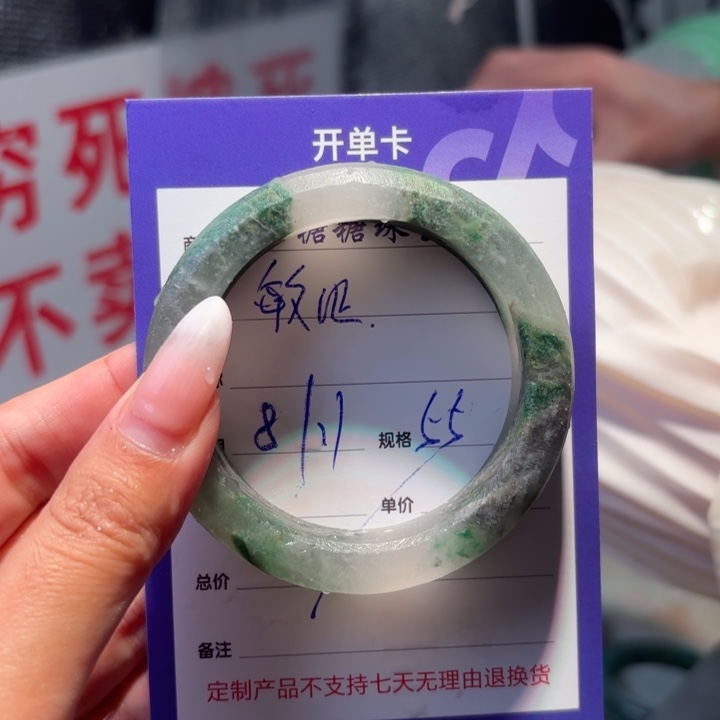 穷死
不卖
开单卡
糖糖珠
敏
8/11
规格 55
单价
总价
备注
定制产品不支持七天无理由退换货